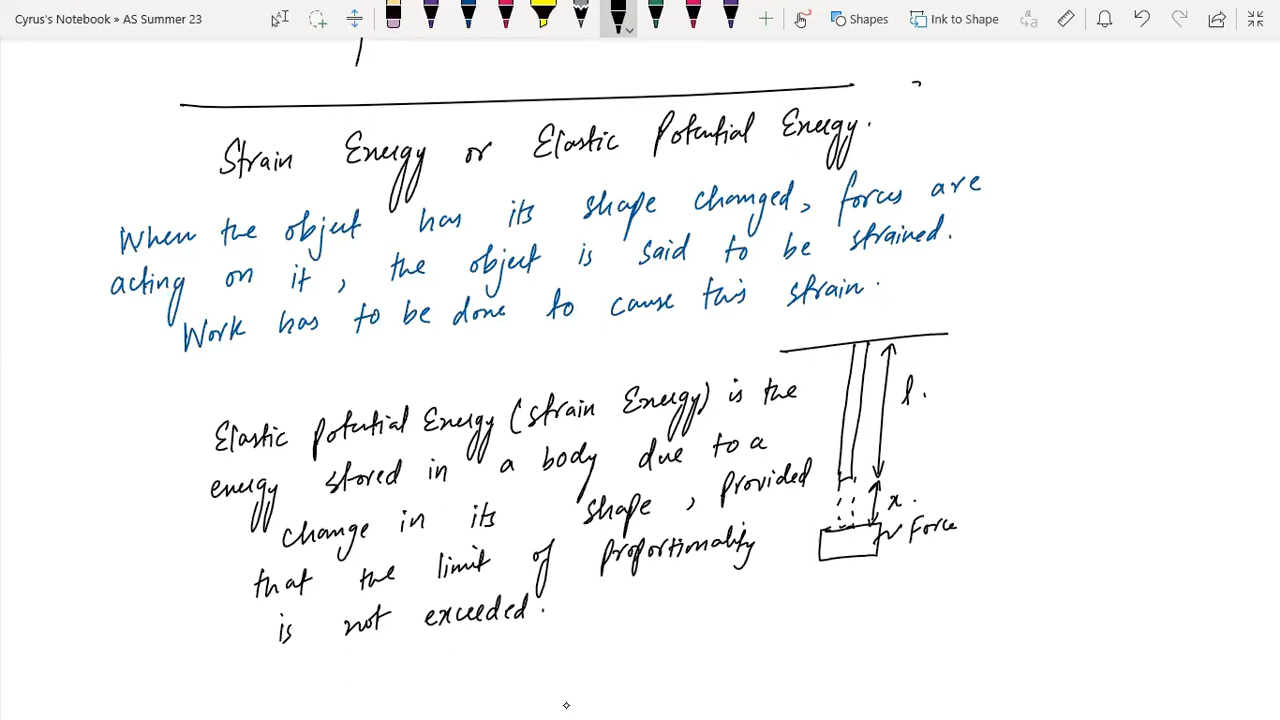 Cyrus's Notebook » AS Summer 23
Shapes
Ink to Shape
Strain Energy or Elastic Potential Energy.
When the object has its shape changed, forces are
acting on it, the object is said to be strained.
Work has to be done to cause this strain.
Elastic Potential Energy (strain Energy) is the
energy stored in a body due to a
change in its shape, provided
that the limit of proportionality
is not exceeded.
l.
x.
Force